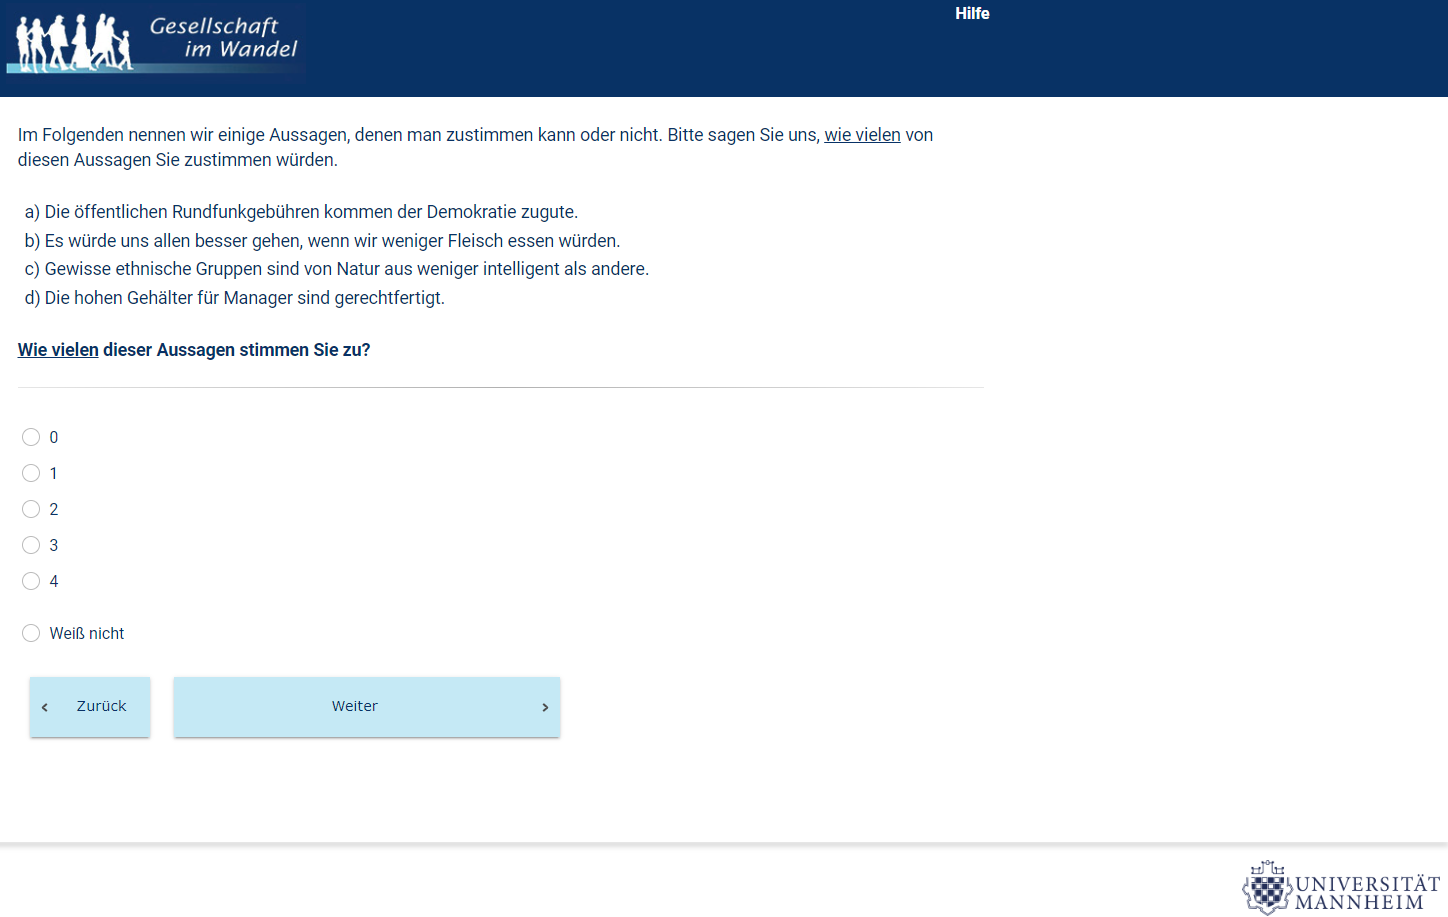 Gesellschaft
im Wandel
Hilfe
Im Folgenden nennen wir einige Aussagen, denen man zustimmen kann oder nicht. Bitte sagen Sie uns, wie vielen von
diesen Aussagen Sie zustimmen würden.
a) Die öffentlichen Rundfunkgebühren kommen der Demokratie zugute.
b) Es würde uns allen besser gehen, wenn wir weniger Fleisch essen würden.
c) Gewisse ethnische Gruppen sind von Natur aus weniger intelligent als andere.
d) Die hohen Gehälter für Manager sind gerechtfertigt.
Wie vielen dieser Aussagen stimmen Sie zu?
0
1
2
3
4
Weiß nicht
‹ Zurück
Weiter ›
UNIVERSITÄT
MANNHEIM